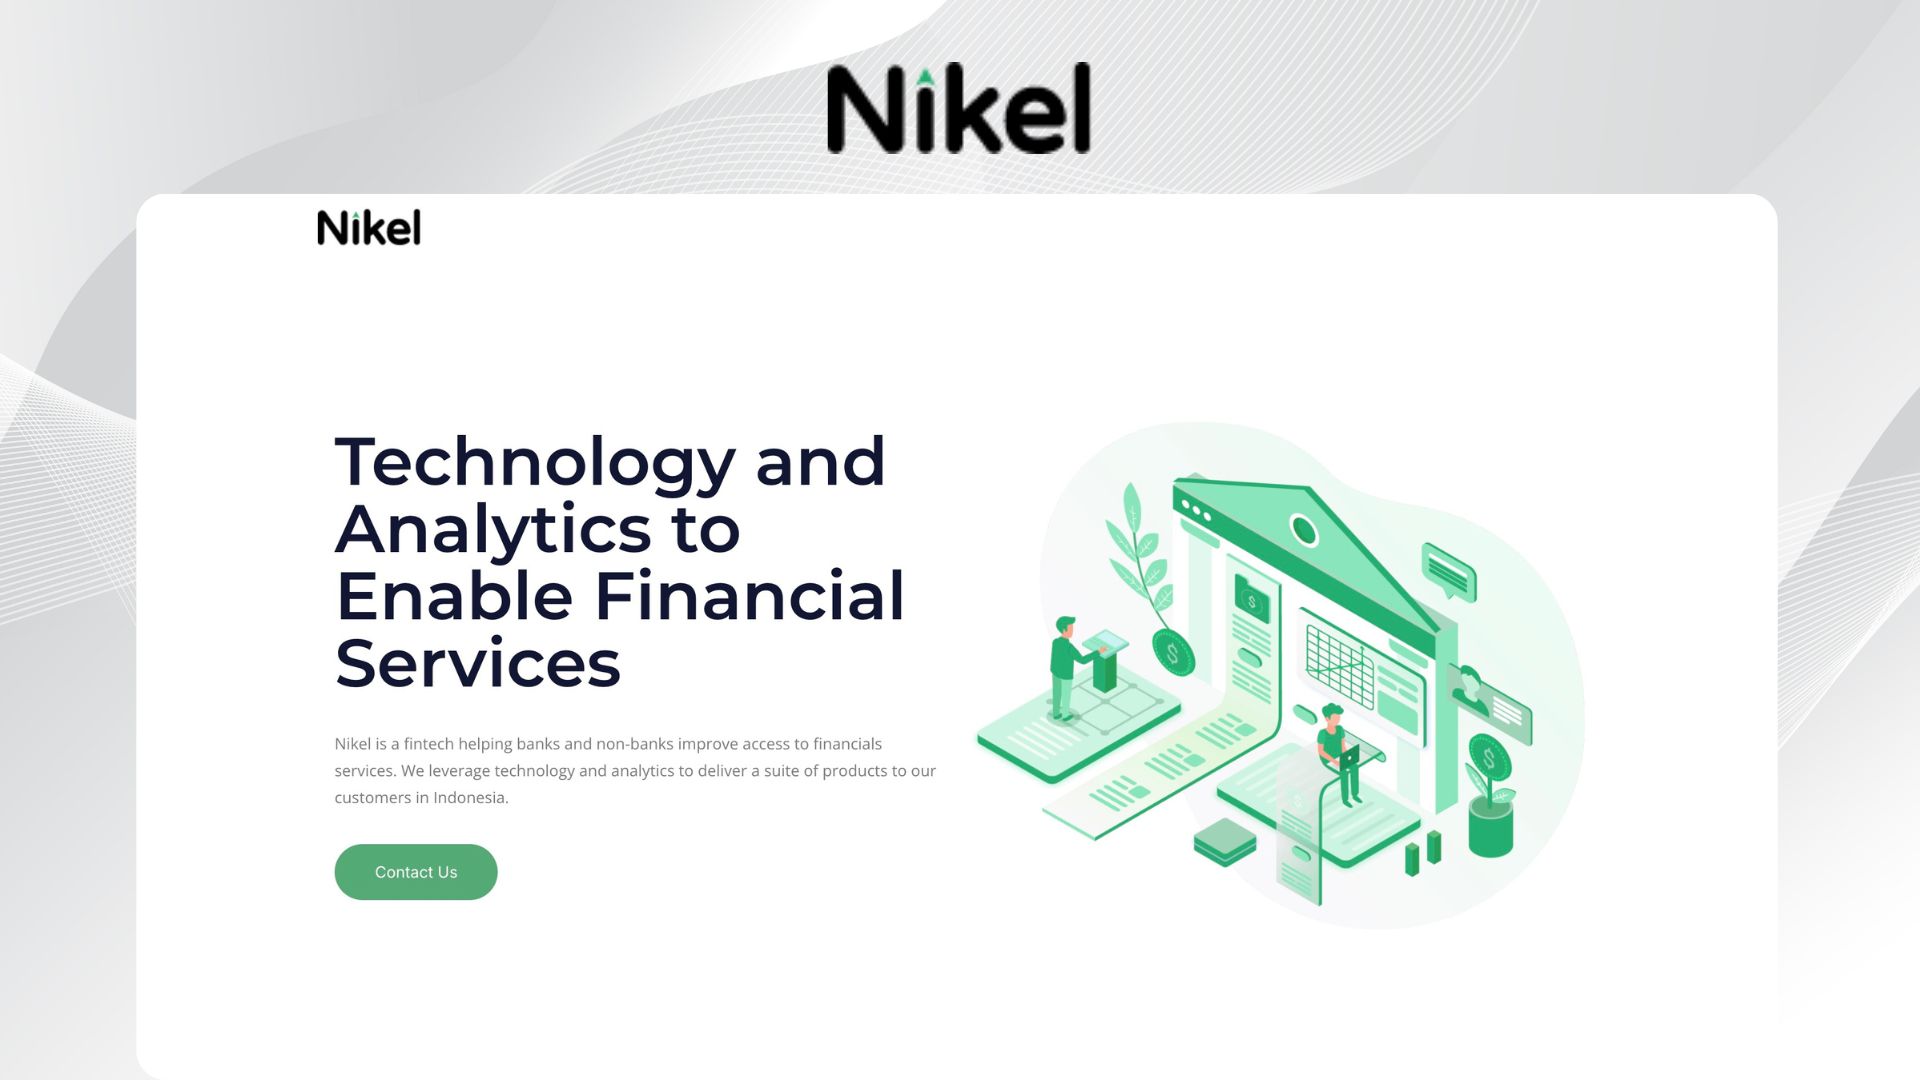 Nikel
Nikel
Technology and
Analytics to
Enable Financial
Services
Nikel is a fintech helping banks and non-banks improve access to financials
services. We leverage technology and analytics to deliver a suite of products to our
customers in Indonesia.
Contact Us